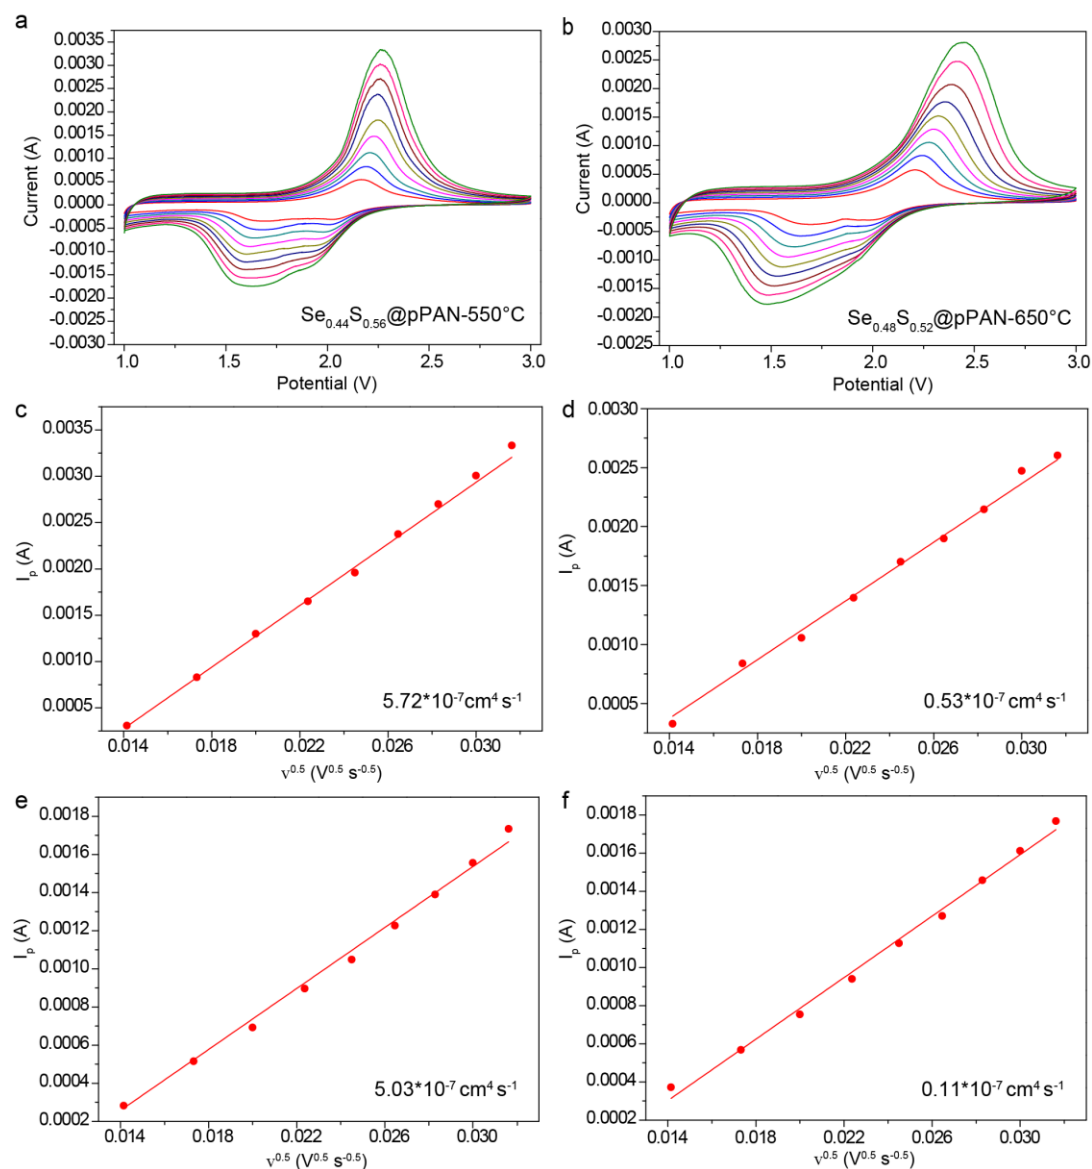 a
0.0035
0.0030
0.0025
0.0020
0.0015
0.0010
0.0005
0.0000
-0.0005
-0.0010
-0.0015
-0.0020
-0.0025
-0.0030
Current (A)
1.0 1.5 2.0 2.5 3.0
Potential (V)
Se0.44S0.56@pPAN-550°C
b
0.0030
0.0025
0.0020
0.0015
0.0010
0.0005
0.0000
-0.0005
-0.0010
-0.0015
-0.0020
-0.0025
Current (A)
1.0 1.5 2.0 2.5 3.0
Potential (V)
Se0.48S0.52@pPAN-650°C
c
0.0035
0.0030
0.0025
0.0020
0.0015
0.0010
0.0005
Ip (A)
5.72*10-7cm4 s-1
0.014 0.018 0.022 0.026 0.030
v0.5 (V0.5 s-0.5)
d
0.0030
0.0025
0.0020
0.0015
0.0010
0.0005
Ip (A)
0.53*10-7cm4 s-1
0.014 0.018 0.022 0.026 0.030
v0.5 (V0.5 s-0.5)
e
0.0018
0.0016
0.0014
0.0012
0.0010
0.0008
0.0006
0.0004
0.0002
Ip (A)
5.03*10-7 cm4 s-1
0.014 0.018 0.022 0.026 0.030
v0.5 (V0.5 s-0.5)
f
0.0018
0.0016
0.0014
0.0012
0.0010
0.0008
0.0006
0.0004
0.0002
Ip (A)
0.11*10-7 cm4 s-1
0.014 0.018 0.022 0.026 0.030
v0.5 (V0.5 s-0.5)